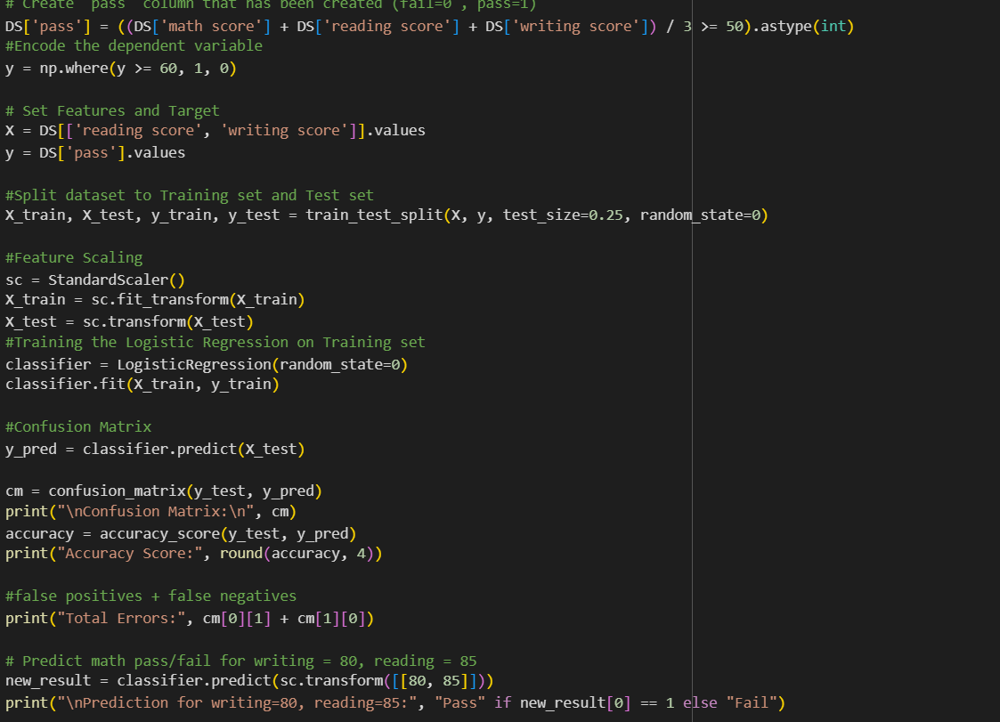 # Create `pass` column that has been created (fail=0 , pass=1)
DS['pass'] = ((DS['math score'] + DS['reading score'] + DS['writing score']) / 3 >= 50).astype(int)
#Encode the dependent variable
y = np.where(y >= 60, 1, 0)
# Set Features and Target
X = DS[['reading score', 'writing score']].values
y = DS['pass'].values
#Split dataset to Training set and Test set
X_train, X_test, y_train, y_test = train_test_split(X, y, test_size=0.25, random_state=0)
#Feature Scaling
sc = StandardScaler()
X_train = sc.fit_transform(X_train)
X_test = sc.transform(X_test)
#Training the Logistic Regression on Training set
classifier = LogisticRegression(random_state=0)
classifier.fit(X_train, y_train)
#Confusion Matrix
y_pred = classifier.predict(X_test)
cm = confusion_matrix(y_test, y_pred)
print("\nConfusion Matrix:\n", cm)
accuracy = accuracy_score(y_test, y_pred)
print("Accuracy Score:", round(accuracy, 4))
#false positives + false negatives
print("Total Errors:", cm[0][1] + cm[1][0])
# Predict math pass/fail for writing = 80, reading = 85
new_result = classifier.predict(sc.transform([[80, 85]]))
print("\nPrediction for writing=80, reading=85:", "Pass" if new_result[0] == 1 else "Fail")